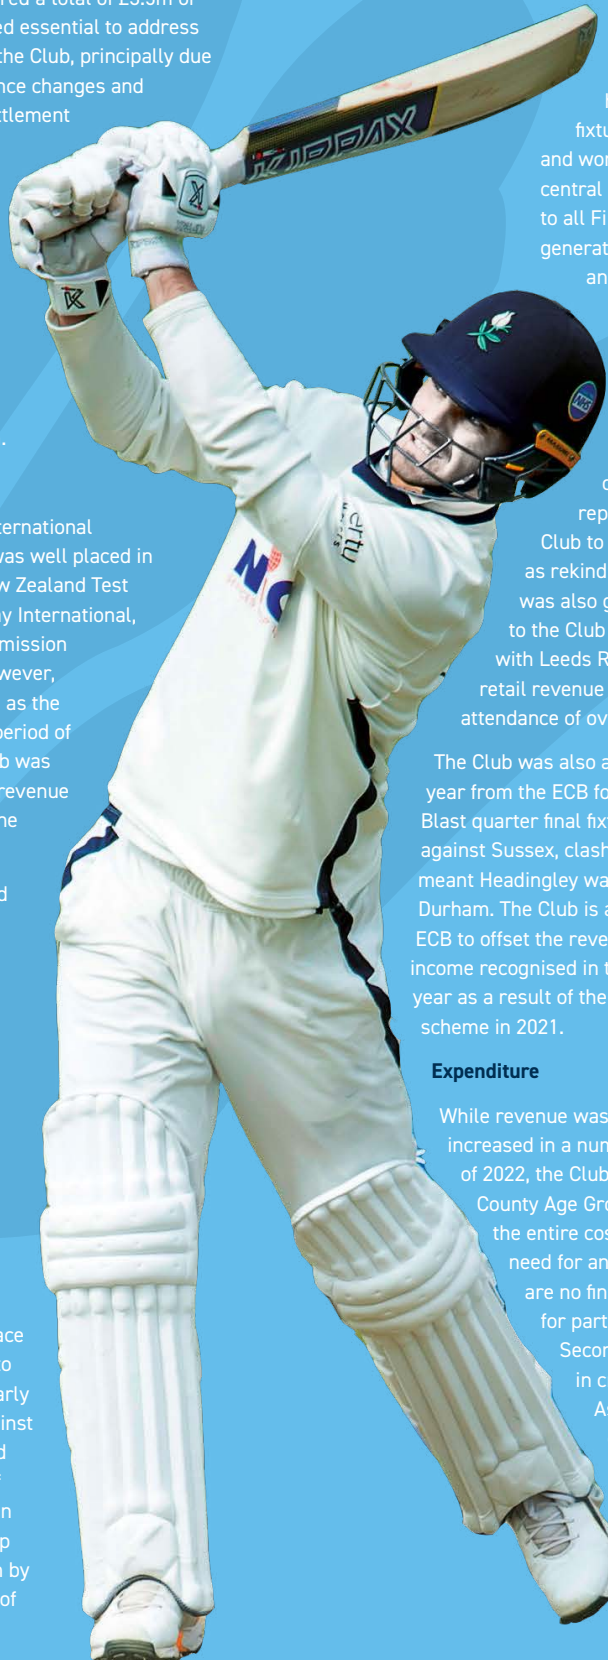 red a total of £3.5m of
ed essential to address
the Club, principally due
nce changes and
ttlement
.
ternational
was well placed in
w Zealand Test
ay International,
mission
wever,
as the
period of
b was
revenue
ne
d
ace
to
arly
inst
d
n
p
n by
of
KIPPAX
NHS
MASURI
fixtu
and wor
central
to all Fi
generat
an
rep
Club to
as rekind
was also g
to the Club
with Leeds R
retail revenue
attendance of ov
The Club was also a
year from the ECB fo
Blast quarter final fixt
against Sussex, clash
meant Headingley wa
Durham. The Club is a
ECB to offset the reve
income recognised in t
year as a result of the
scheme in 2021.
Expenditure
While revenue was
increased in a num
of 2022, the Club
County Age Gro
the entire cos
need for an
are no fin
for part
Secon
in c
As